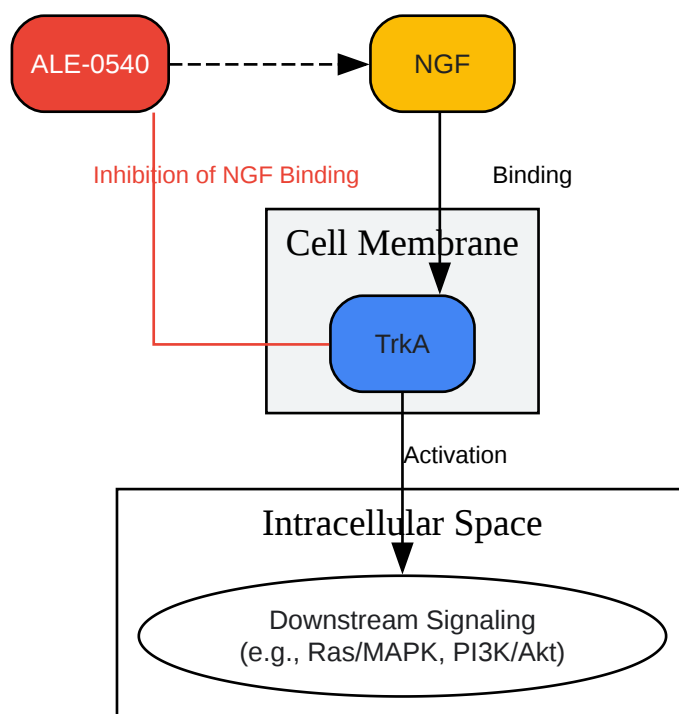 ALE-0540
NGF
Inhibition of NGF Binding
Binding
Cell Membrane
TrkA
Activation
Intracellular Space
Downstream Signaling
(e.g., Ras/MAPK, PI3K/Akt)